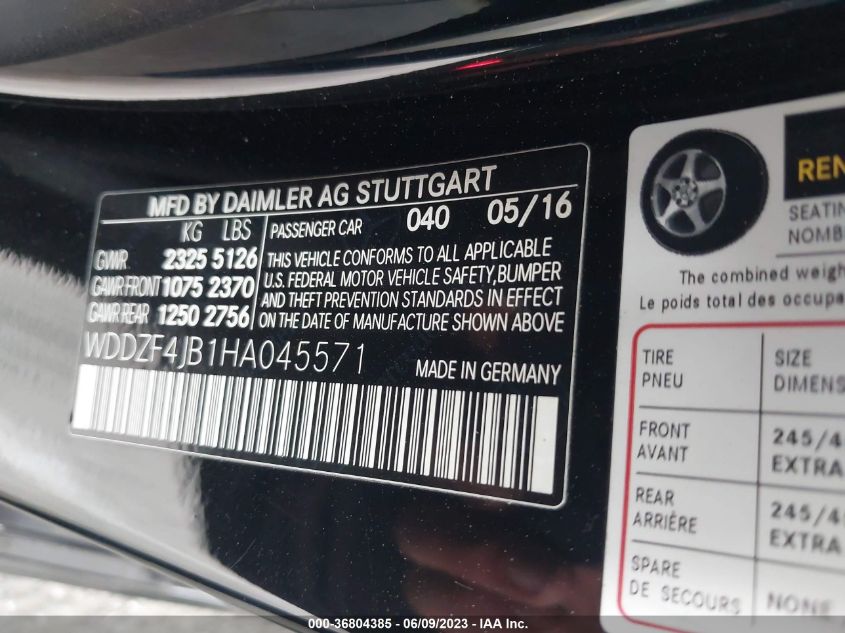 MFD BY DAIMLER AG STUTTGART
KG LBS PASSENGER CAR 040 05/16
GVWR 2325 5126
GAWR FRONT 1075 2370
GAWR REAR 1250 2756
THIS VEHICLE CONFORMS TO ALL APPLICABLE
U.S. FEDERAL MOTOR VEHICLE SAFETY, BUMPER
AND THEFT PREVENTION STANDARDS IN EFFECT
ON THE DATE OF MANUFACTURE SHOWN ABOVE
WDDZF4JB1HA045571 MADE IN GERMANY
REN
SEATIN
NOMB
The combined weigh
Le poids total des occupa
TIRE SIZE
PNEU DIMENS
FRONT 245/4
AVANT EXTRA
REAR 245/4
ARRIÈRE EXTRA
SPARE
DE SECOURS NONE
000-36804385 - 06/09/2023 - IAA Inc.